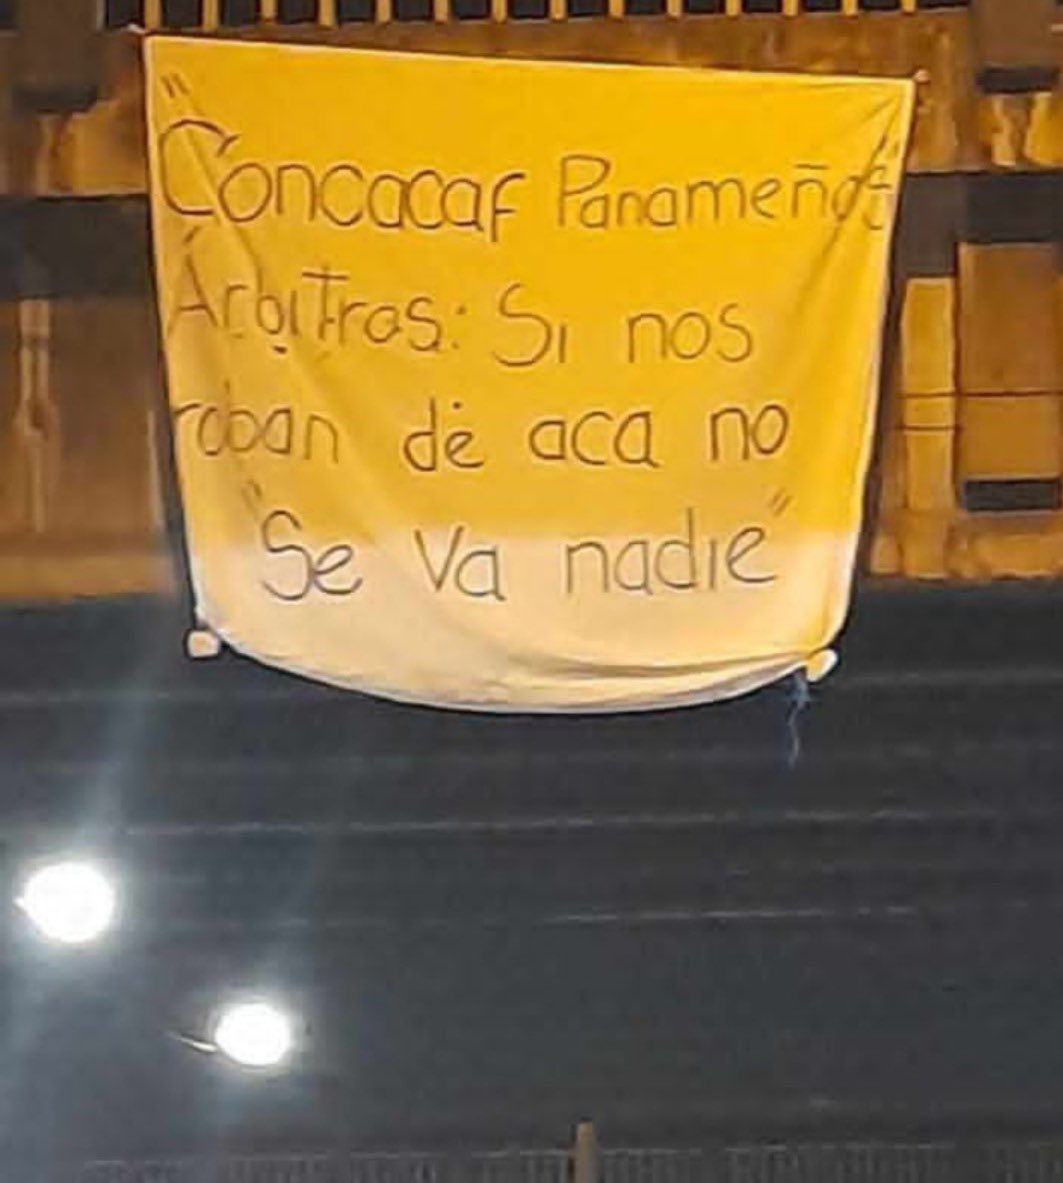 "Concacaf Panameños"
Árbitros: Si nos
roban de aca no
"Se va nadie"